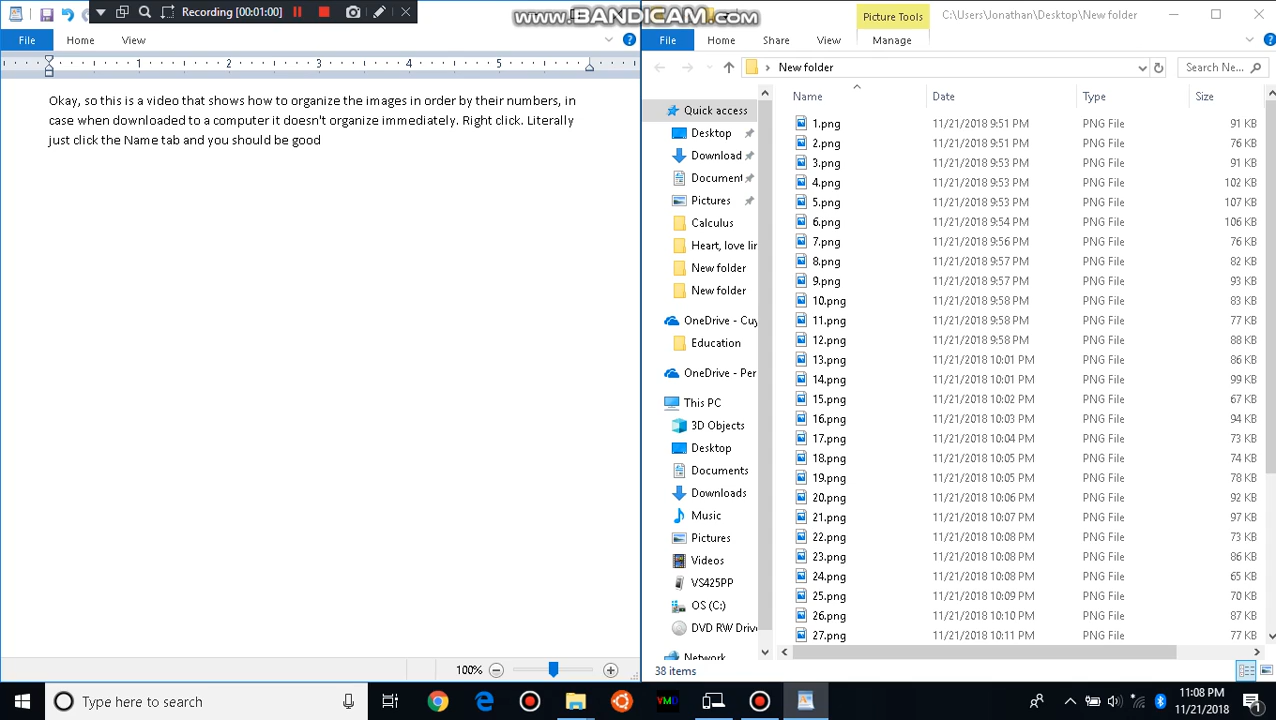 Recording [00:01:00]
www.BANDICAM.com
File Home View
1 2 3 4 5
Okay, so this is a video that shows how to organize the images in order by their numbers, in
case when downloaded to a computer it doesn't organize immediately. Right click. Literally
just click the Name tab and you should be good
100%
Picture Tools C:\Users\Jonathan\Desktop\New folder
File Home Share View Manage
New folder Search Ne...
Quick access
Desktop
Download
Document
Pictures
Calculus
Heart, love lir
New folder
New folder
OneDrive - Cuy
Education
OneDrive - Per
This PC
3D Objects
Desktop
Documents
Downloads
Music
Pictures
Videos
VS425PP
OS (C:)
DVD RW Driv
Network
Name Date Type Size
1.png 11/21/2018 9:51 PM PNG File 91 KB
2.png 11/21/2018 9:51 PM PNG File 76 KB
3.png 11/21/2018 9:53 PM PNG File KB
4.png 11/21/2018 9:53 PM PNG File 102 KB
5.png 11/21/2018 9:53 PM PNG File 107 KB
6.png 11/21/2018 9:54 PM PNG File KB
7.png 11/21/2018 9:56 PM PNG File KB
8.png 11/21/2018 9:57 PM PNG File 82 KB
9.png 11/21/2018 9:57 PM PNG File KB
10.png 11/21/2018 9:58 PM PNG File KB
11.png 11/21/2018 9:58 PM PNG File KB
12.png 11/21/2018 9:58 PM PNG File KB
13.png 11/21/2018 10:01 PM PNG File KB
14.png 11/21/2018 10:01 PM PNG File KB
15.png 11/21/2018 10:02 PM PNG File 67 KB
16.png 11/21/2018 10:03 PM PNG File KB
17.png 11/21/2018 10:04 PM PNG File KB
18.png 11/21/2018 10:05 PM PNG File 74 KB
19.png 11/21/2018 10:05 PM PNG File KB
20.png 11/21/2018 10:06 PM PNG File KB
21.png 11/21/2018 10:07 PM PNG File KB
22.png 11/21/2018 10:08 PM PNG File KB
23.png 11/21/2018 10:08 PM PNG File KB
24.png 11/21/2018 10:08 PM PNG File KB
25.png 11/21/2018 10:09 PM PNG File KB
26.png 11/21/2018 10:10 PM PNG File KB
27.png 11/21/2018 10:11 PM PNG File KB
38 items
Type here to search
VMD
11:08 PM
11/21/2018
1